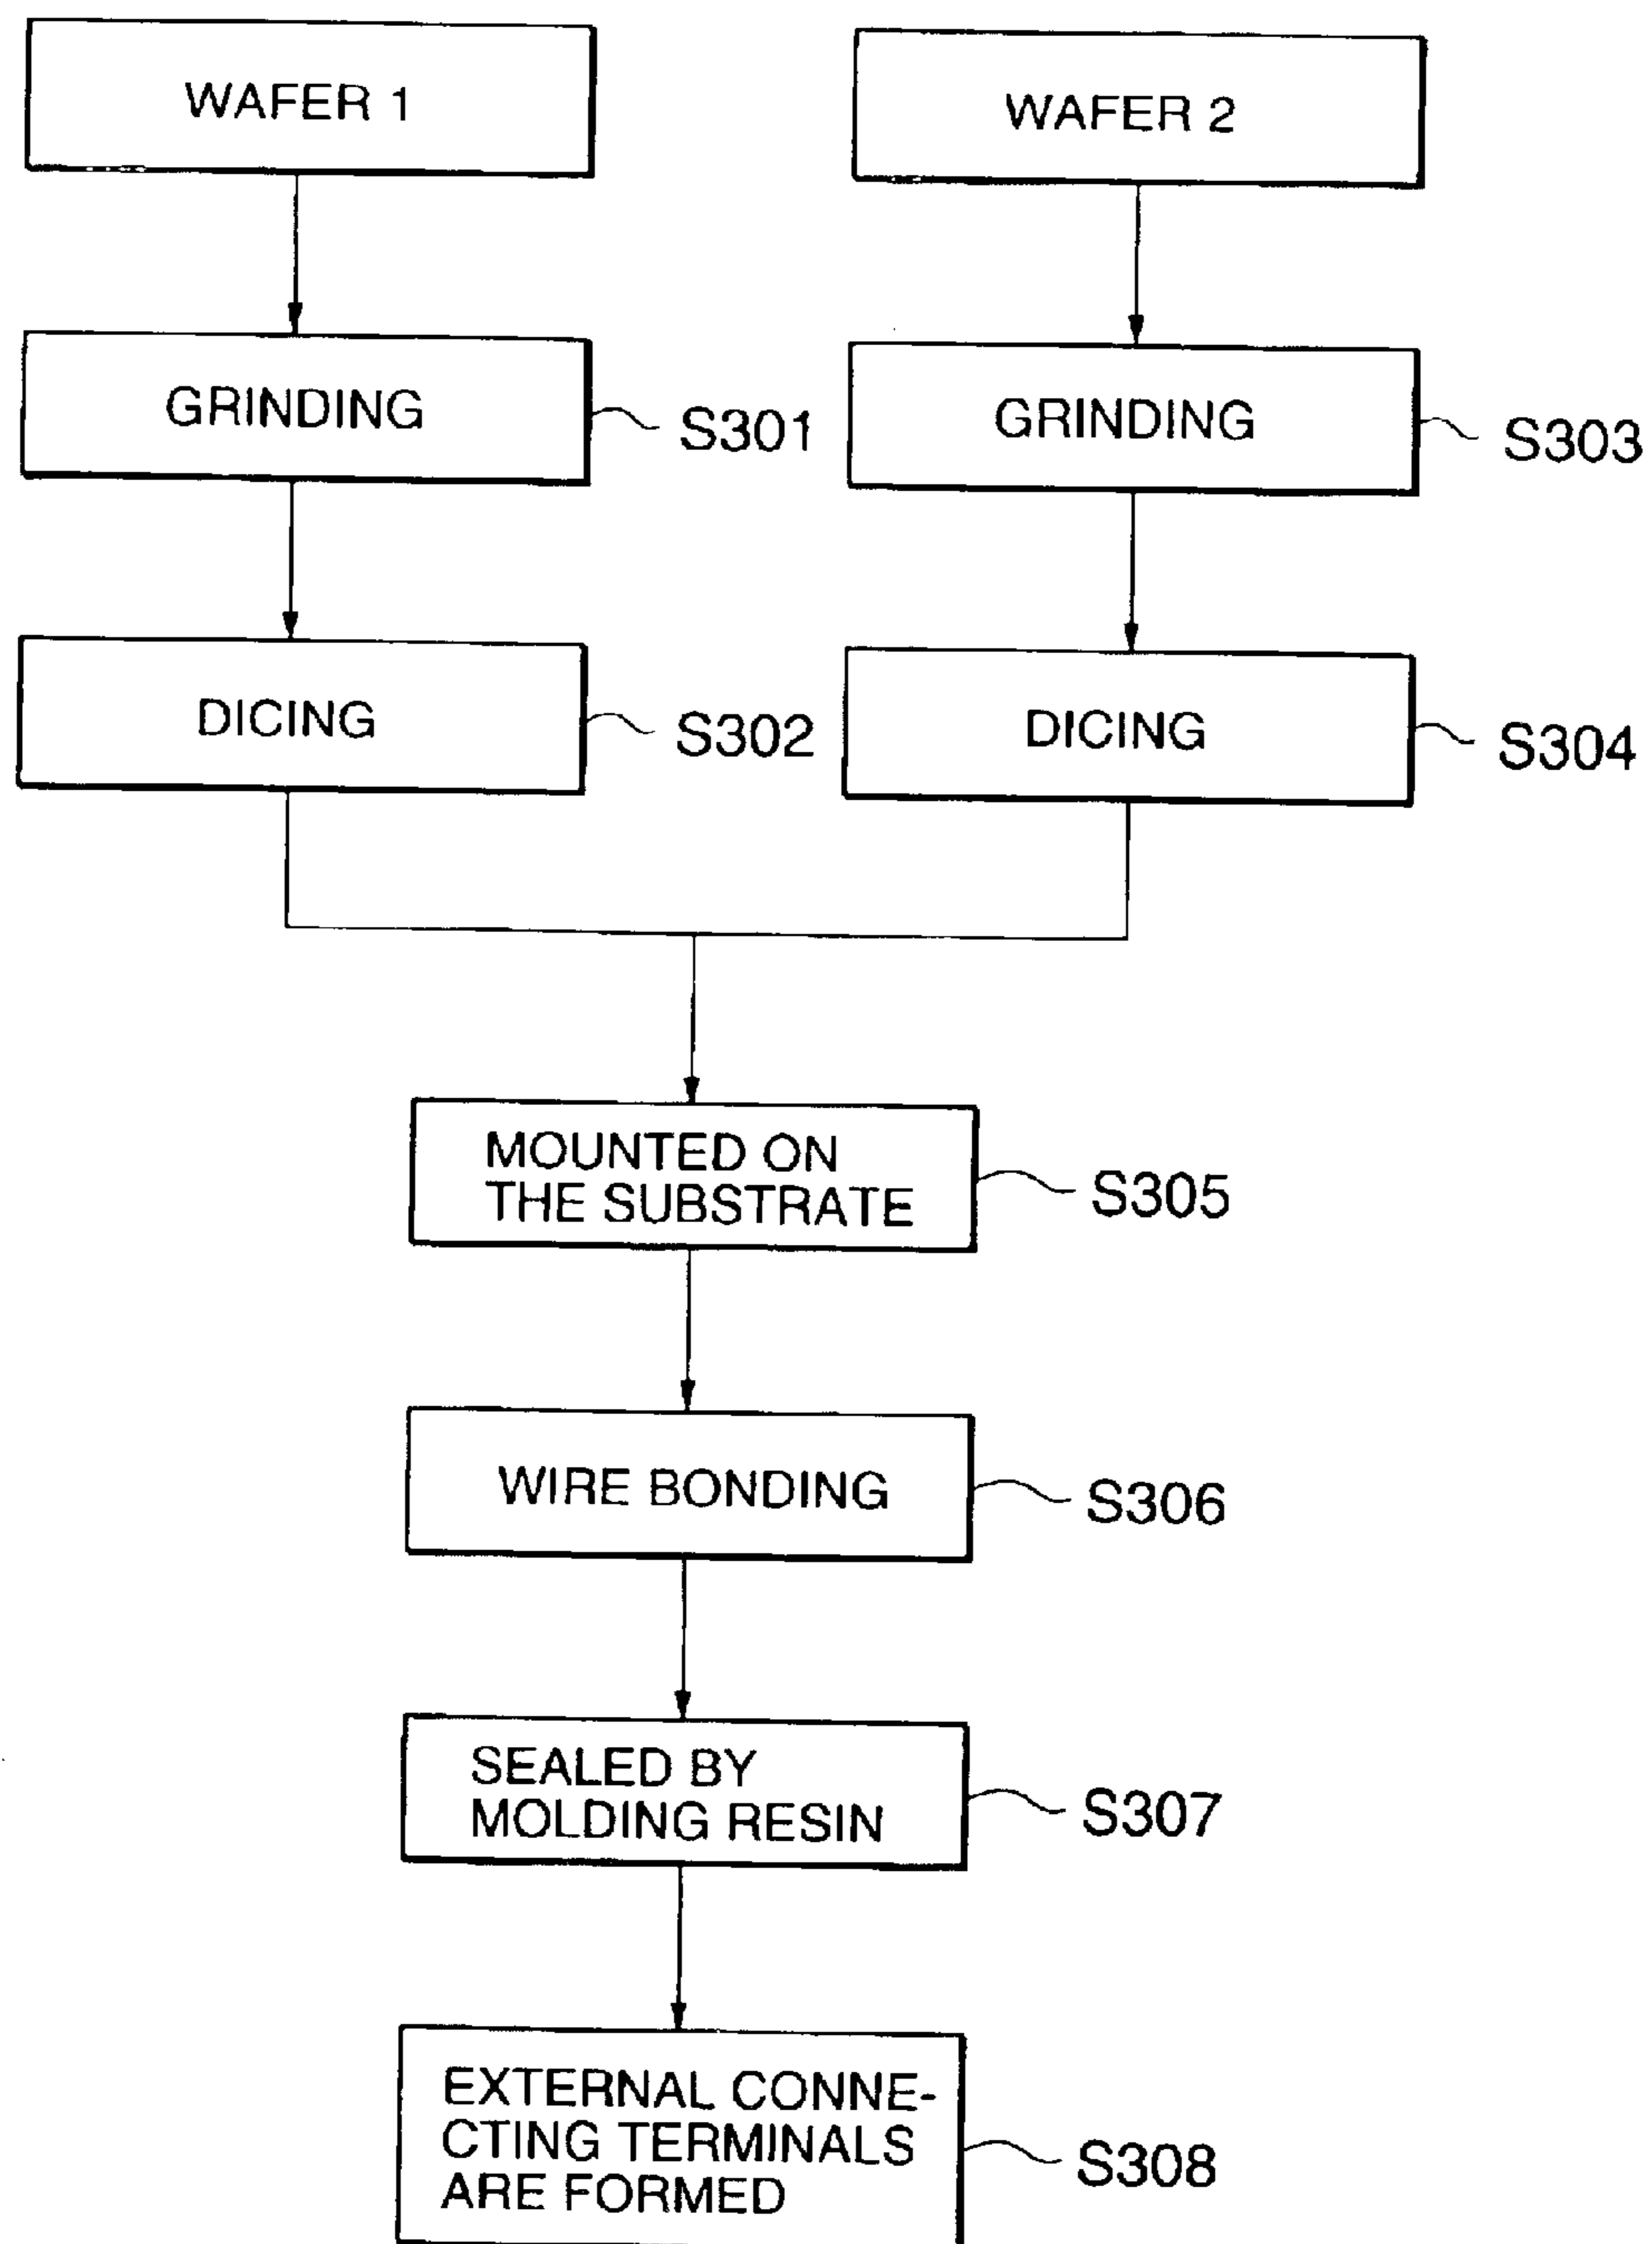 WAFER 1
WAFER 2
GRINDING
S301
GRINDING
S303
DICING
S302
DICING
S304
MOUNTED ON
THE SUBSTRATE
S305
WIRE BONDING
S306
SEALED BY
MOLDING RESIN
S307
EXTERNAL CONNE-
CTING TERMINALS
ARE FORMED
S308